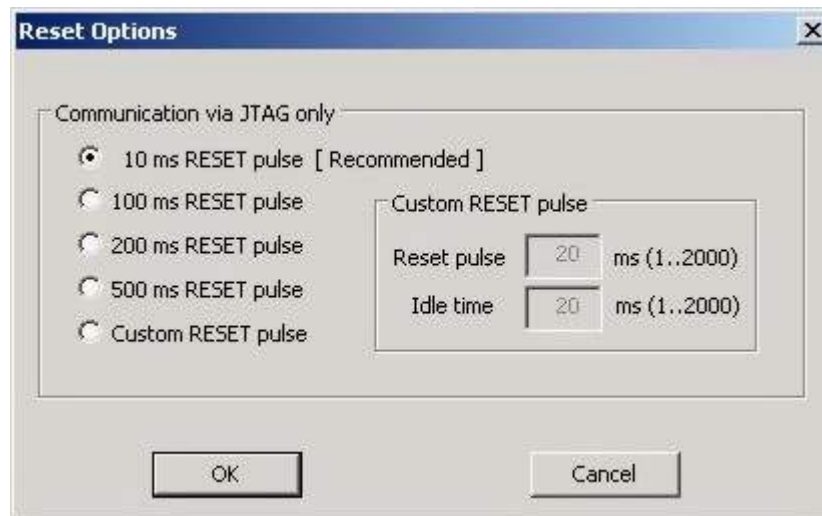 Reset Options
Communication via JTAG only
10 ms RESET pulse [ Recommended ]
100 ms RESET pulse
200 ms RESET pulse
500 ms RESET pulse
Custom RESET pulse
Custom RESET pulse
Reset pulse 20 ms (1..2000)
Idle time 20 ms (1..2000)
OK Cancel